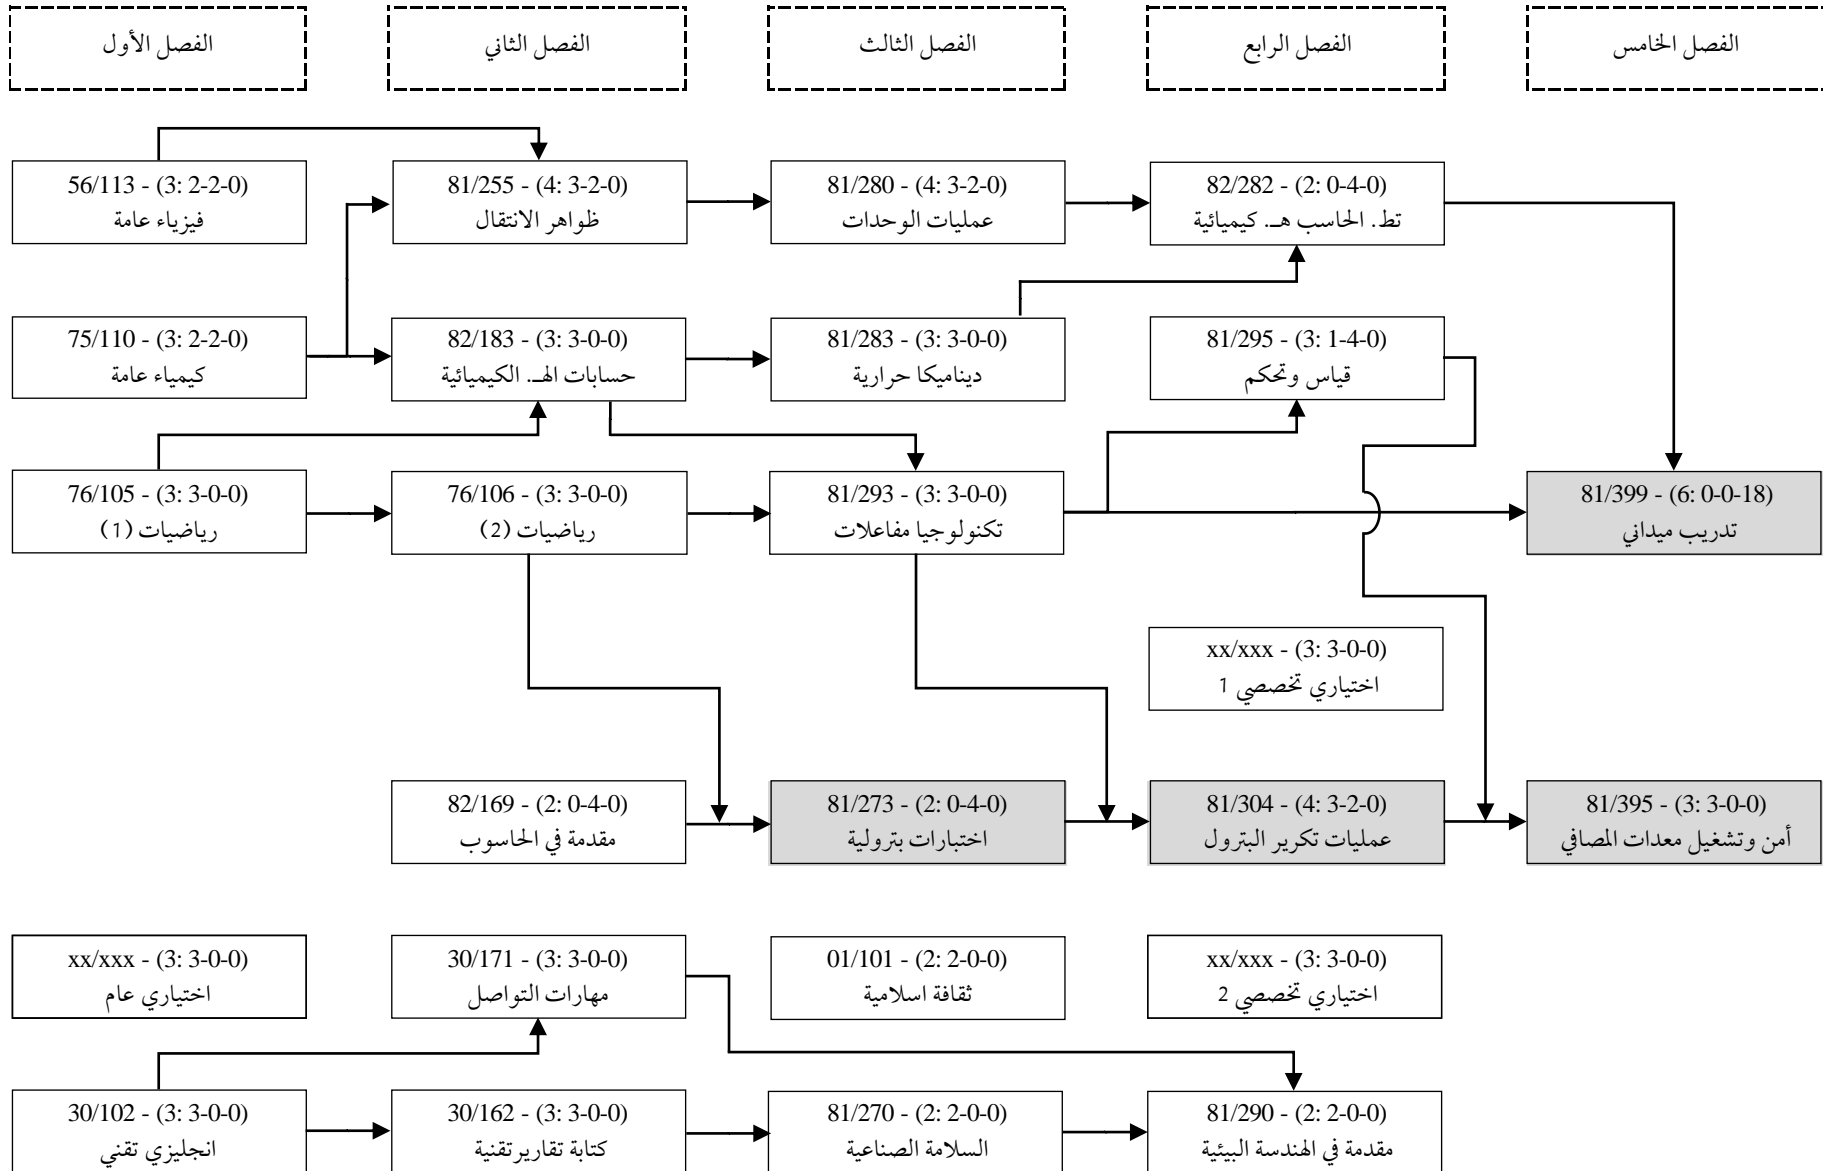 الفصل الأول
الفصل الثاني
الفصل الثالث
الفصل الرابع
الفصل الخامس
56/113 - (3: 2-2-0)
فيزياء عامة
81/255 - (4: 3-2-0)
ظواهر الانتقال
81/280 - (4: 3-2-0)
عمليات الوحدات
82/282 - (2: 0-4-0)
تط. الحاسب هـ. كيميائية
75/110 - (3: 2-2-0)
كيمياء عامة
82/183 - (3: 3-0-0)
حسابات الهـ. الكيميائية
81/283 - (3: 3-0-0)
ديناميكا حرارية
81/295 - (3: 1-4-0)
قياس وتحكم
76/105 - (3: 3-0-0)
رياضيات (1)
76/106 - (3: 3-0-0)
رياضيات (2)
81/293 - (3: 3-0-0)
تكنولوجيا مفاعلات
81/399 - (6: 0-0-18)
تدريب ميداني
xx/xxx - (3: 3-0-0)
اختياري تخصصي 1
82/169 - (2: 0-4-0)
مقدمة في الحاسوب
81/273 - (2: 0-4-0)
اختبارات بترولية
81/304 - (4: 3-2-0)
عمليات تكرير البترول
81/395 - (3: 3-0-0)
أمن وتشغيل معدات المصافي
xx/xxx - (3: 3-0-0)
اختياري عام
30/171 - (3: 3-0-0)
مهارات التواصل
01/101 - (2: 2-0-0)
ثقافة اسلامية
xx/xxx - (3: 3-0-0)
اختياري تخصصي 2
30/102 - (3: 3-0-0)
انجليزي تقني
30/162 - (3: 3-0-0)
كتابة تقارير تقنية
81/270 - (2: 2-0-0)
السلامة الصناعية
81/290 - (2: 2-0-0)
مقدمة في الهندسة البيئية